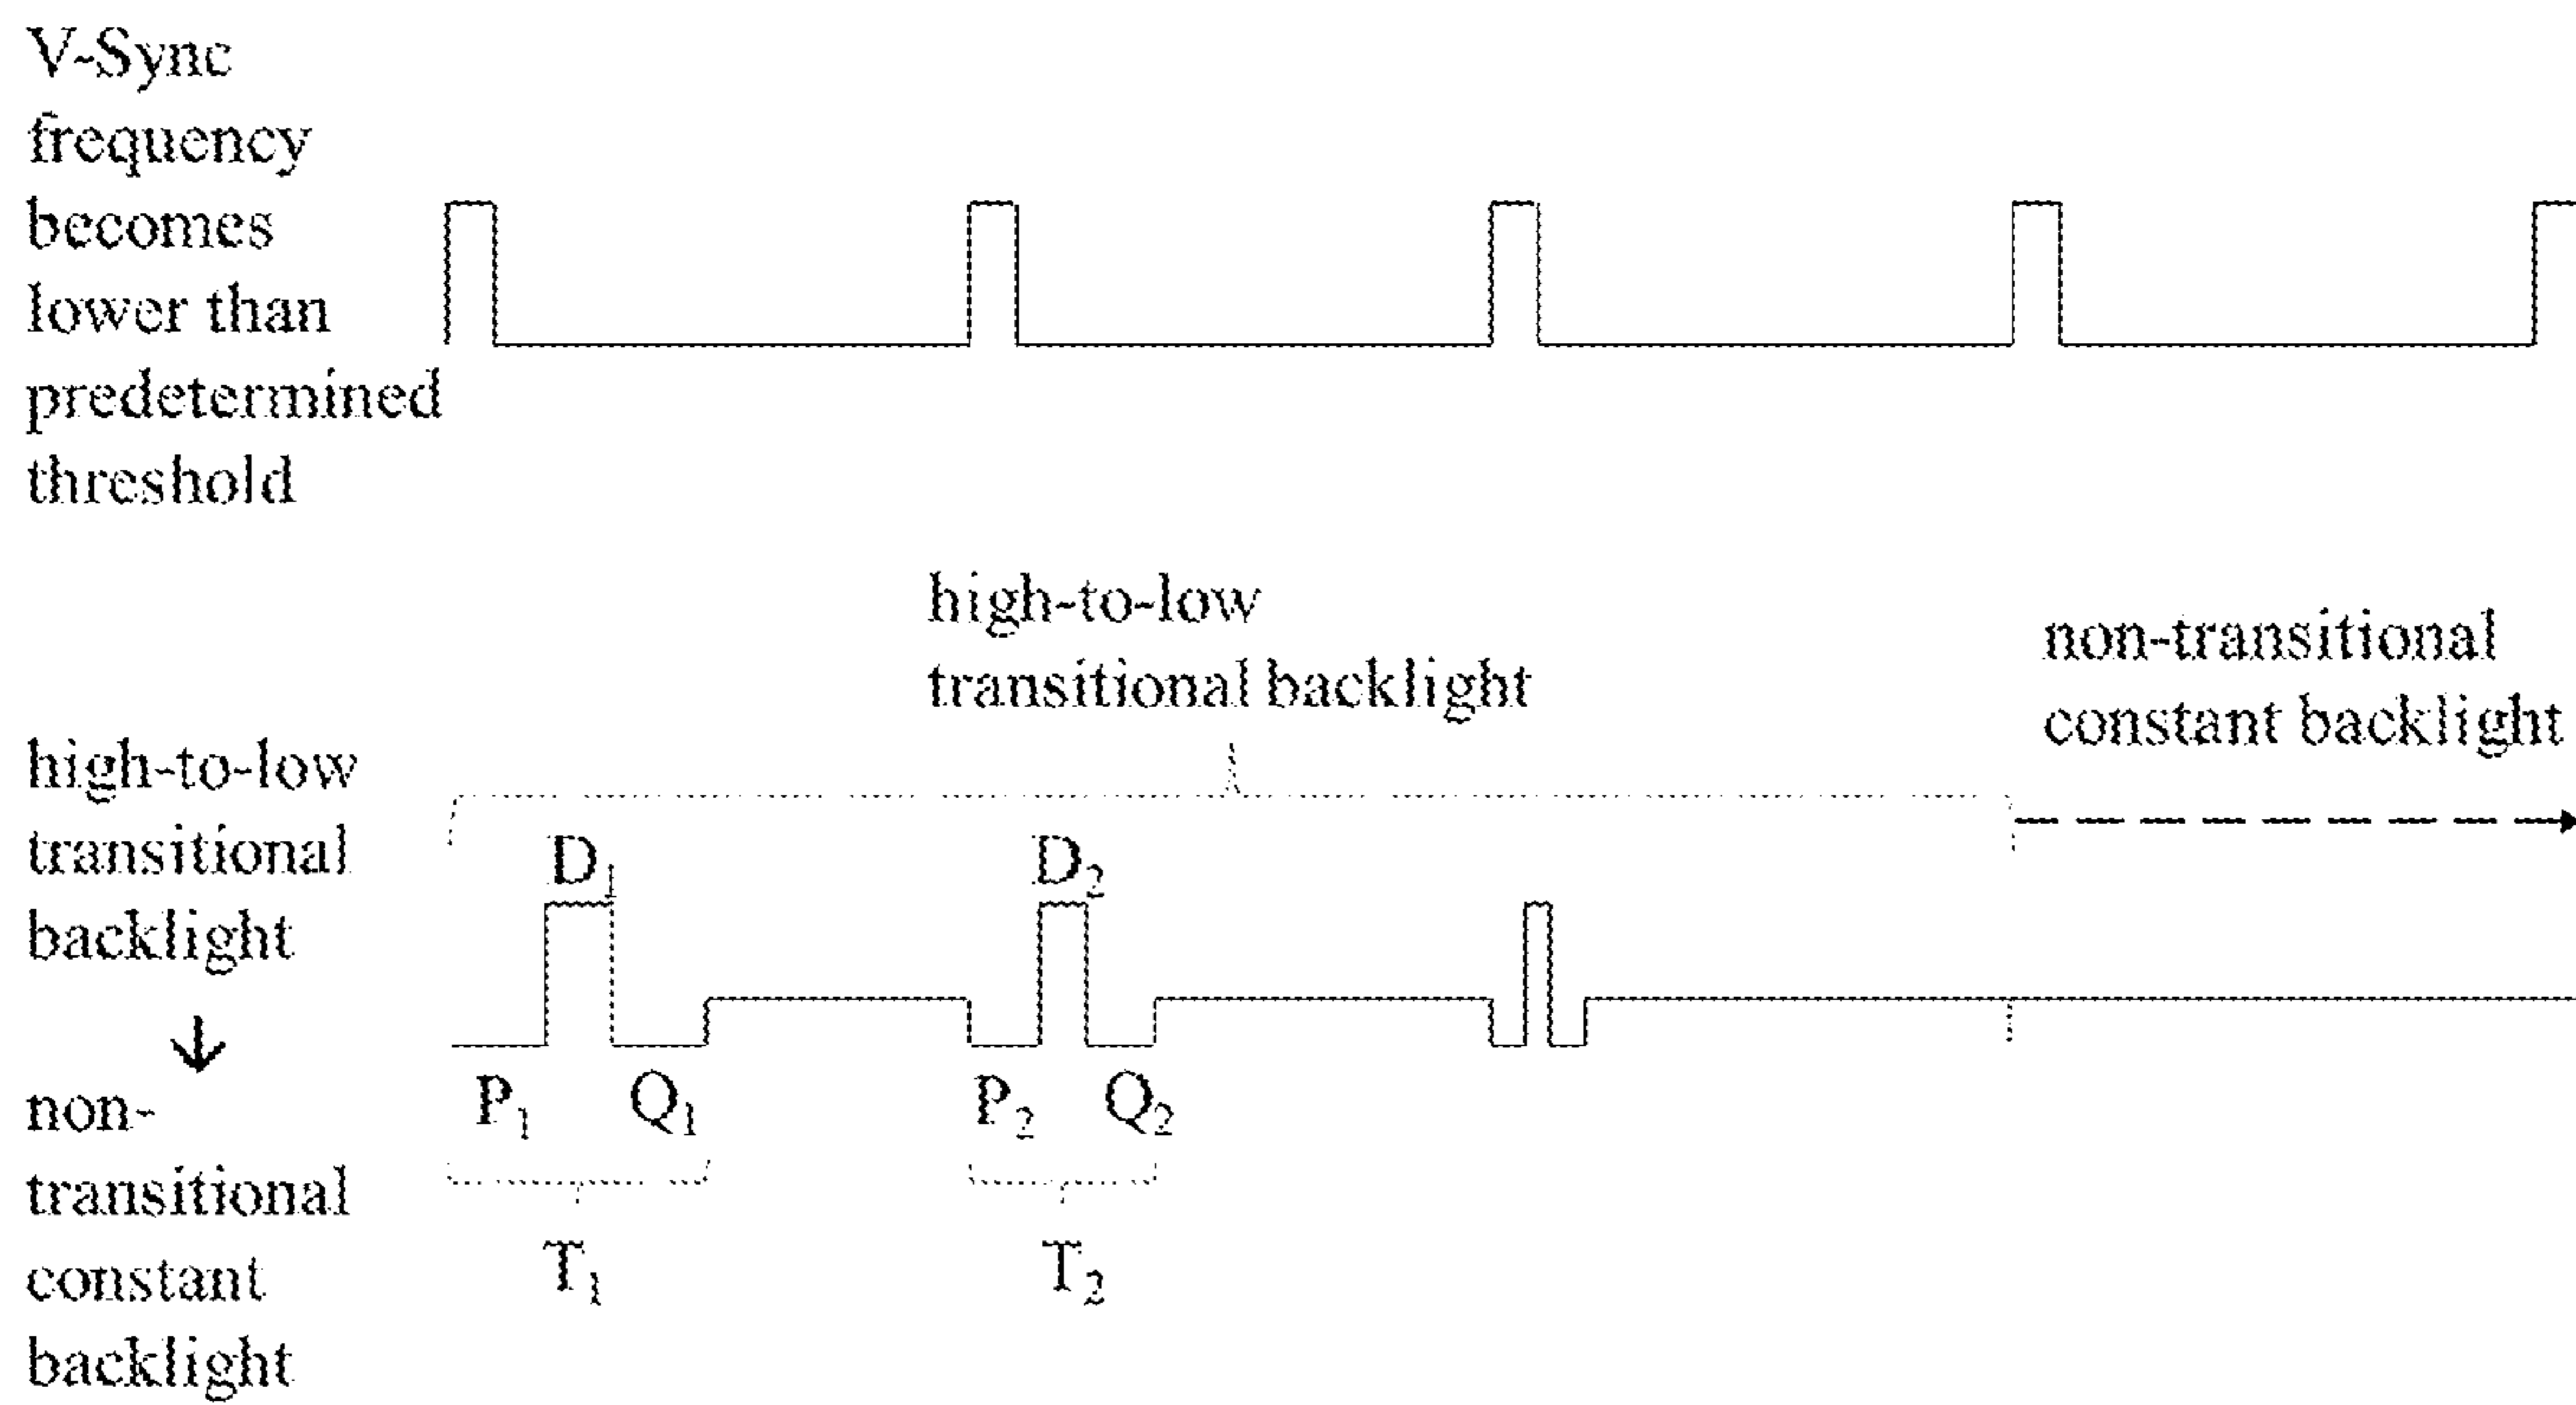 V-Sync
frequency
becomes
lower than
predetermined
threshold
high-to-low
transitional backlight
non-transitional
constant backlight
high-to-low
transitional
backlight
↓
non-
transitional
constant
backlight
D₁
D₂
P₁
Q₁
P₂
Q₂
T₁
T₂